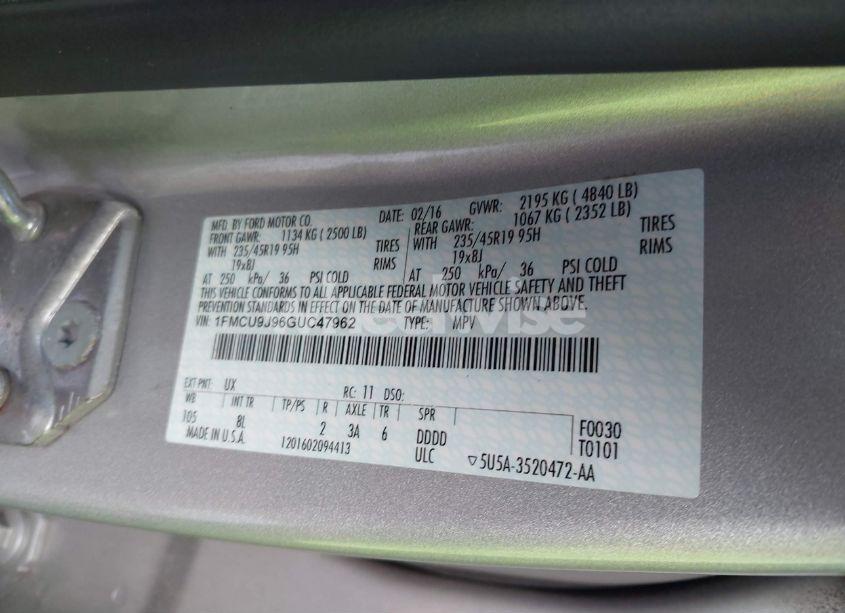 MFD. BY FORD MOTOR CO. DATE: 02/16 GVWR: 2195 KG ( 4840 LB)
FRONT GAWR: 1134 KG ( 2500 LB) REAR GAWR: 1067 KG ( 2352 LB)
WITH 235/45R19 95H TIRES WITH 235/45R19 95H TIRES
19x8J RIMS 19x8J RIMS
AT 250 kPa/ 36 PSI COLD AT 250 kPa/ 36 PSI COLD
THIS VEHICLE CONFORMS TO ALL APPLICABLE FEDERAL MOTOR VEHICLE SAFETY AND THEFT
PREVENTION STANDARDS IN EFFECT ON THE DATE OF MANUFACTURE SHOWN ABOVE.
VIN: 1FMCU9J96GUC47962 TYPE: MPV
EXT PNT: UX RC: 11 DSO:
WB INT TR TP/PS R AXLE TR SPR
105 8L 2 3A 6 DDDD F0030
MADE IN U.S.A. 1201602094413 ULC T0101
▽5U5A-3520472-AA